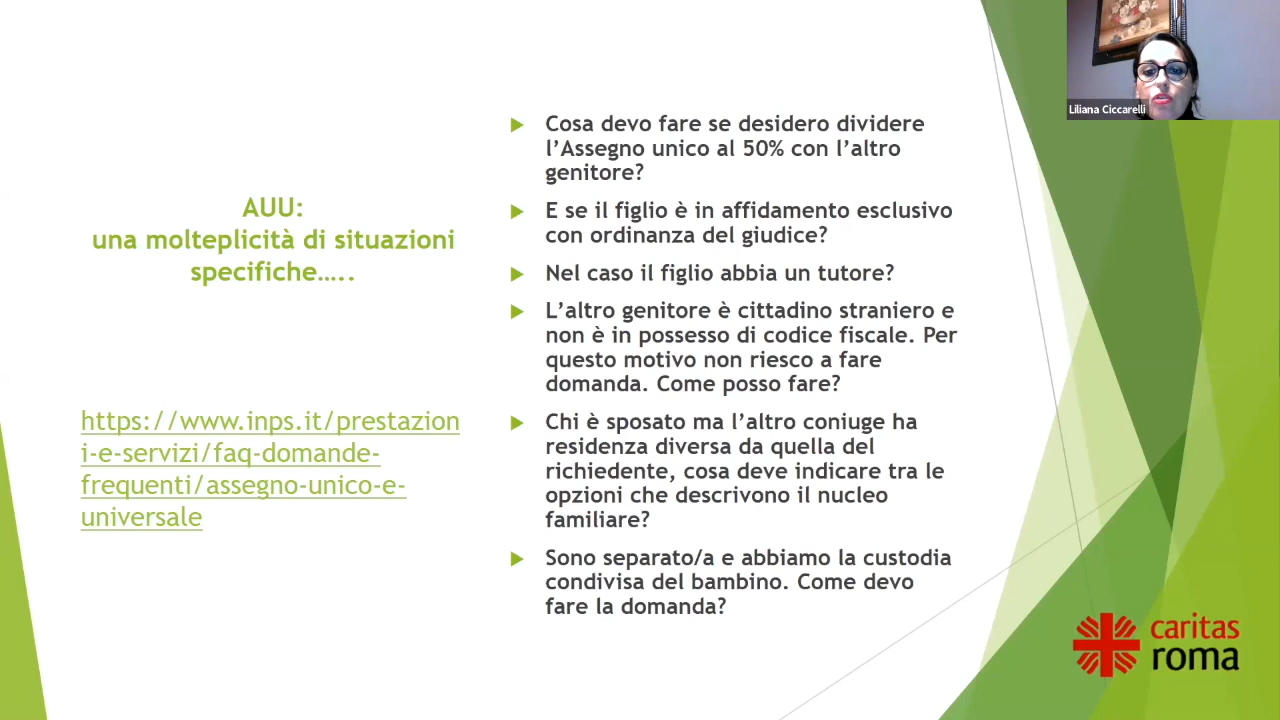 AUU:
una molteplicità di situazioni
specifiche…..
https://www.inps.it/prestazion
i-e-servizi/faq-domande-
frequenti/assegno-unico-e-
universale
Cosa devo fare se desidero dividere
l’Assegno unico al 50% con l’altro
genitore?
E se il figlio è in affidamento esclusivo
con ordinanza del giudice?
Nel caso il figlio abbia un tutore?
L’altro genitore è cittadino straniero e
non è in possesso di codice fiscale. Per
questo motivo non riesco a fare
domanda. Come posso fare?
Chi è sposato ma l’altro coniuge ha
residenza diversa da quella del
richiedente, cosa deve indicare tra le
opzioni che descrivono il nucleo
familiare?
Sono separato/a e abbiamo la custodia
condivisa del bambino. Come devo
fare la domanda?
Liliana Ciccarelli
caritas
roma